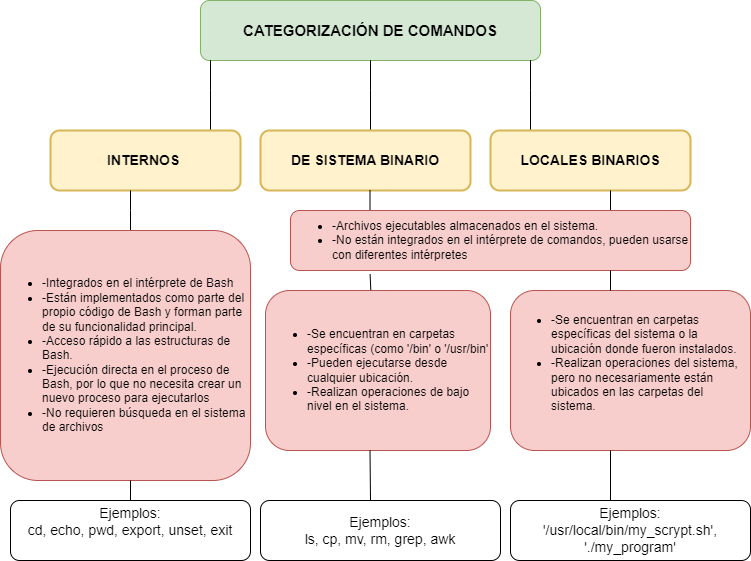 CATEGORIZACIÓN DE COMANDOS
INTERNOS
DE SISTEMA BINARIO
LOCALES BINARIOS
-Archivos ejecutables almacenados en el sistema.
-No están integrados en el intérprete de comandos, pueden usarse
con diferentes intérpretes
-Integrados en el intérprete de Bash
-Están implementados como parte del
propio código de Bash y forman parte
de su funcionalidad principal.
-Acceso rápido a las estructuras de
Bash.
-Ejecución directa en el proceso de
Bash, por lo que no necesita crear un
nuevo proceso para ejecutarlos
-No requieren búsqueda en el sistema
de archivos
-Se encuentran en carpetas
específicas (como '/bin' o '/usr/bin'
-Pueden ejecutarse desde
cualquier ubicación.
-Realizan operaciones de bajo
nivel en el sistema.
-Se encuentran en carpetas
específicas del sistema o la
ubicación donde fueron instalados.
-Realizan operaciones del sistema,
pero no necesariamente están
ubicados en las carpetas del
sistema.
Ejemplos:
cd, echo, pwd, export, unset, exit
Ejemplos:
ls, cp, mv, rm, grep, awk
Ejemplos:
'/usr/local/bin/my_scrypt.sh',
'./my_program'